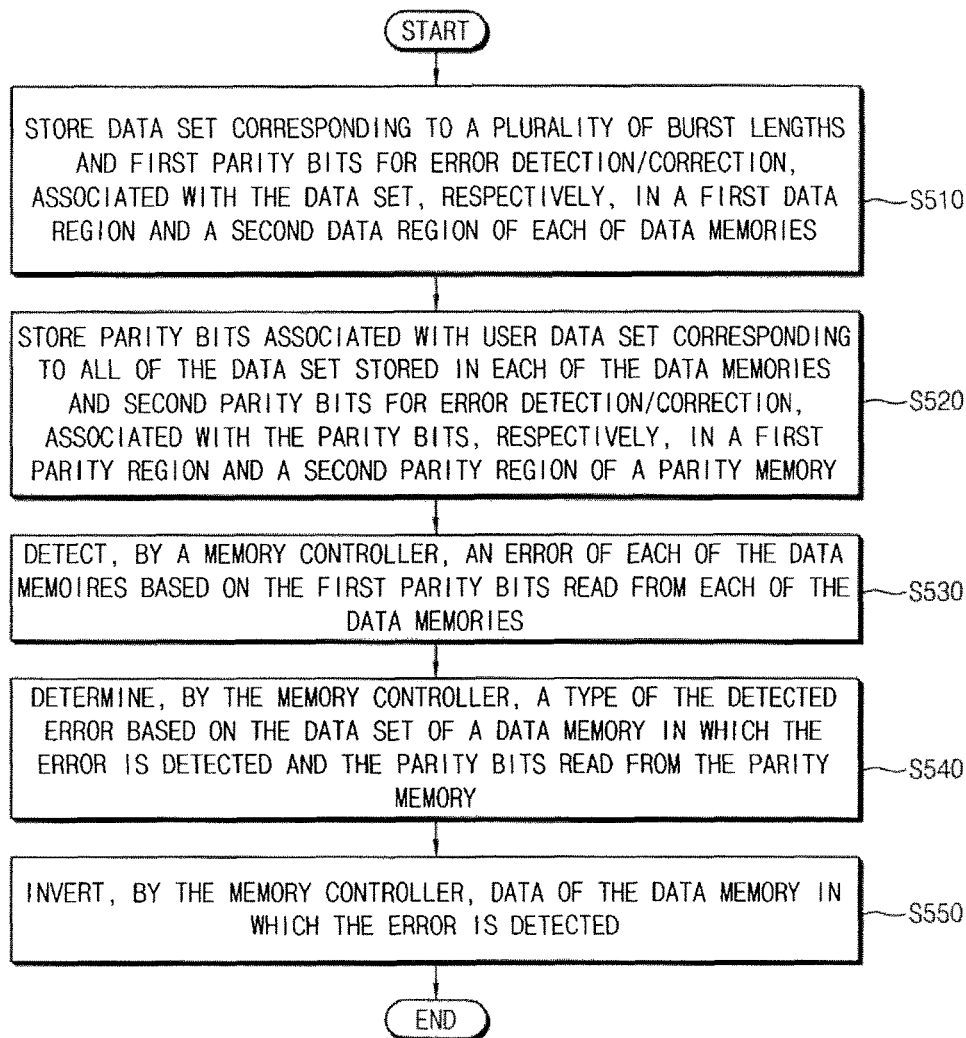 START
STORE DATA SET CORRESPONDING TO A PLURALITY OF BURST LENGTHS
AND FIRST PARITY BITS FOR ERROR DETECTION/CORRECTION,
ASSOCIATED WITH THE DATA SET, RESPECTIVELY, IN A FIRST DATA
REGION AND A SECOND DATA REGION OF EACH OF DATA MEMORIES
S510
STORE PARITY BITS ASSOCIATED WITH USER DATA SET CORRESPONDING
TO ALL OF THE DATA SET STORED IN EACH OF THE DATA MEMORIES
AND SECOND PARITY BITS FOR ERROR DETECTION/CORRECTION,
ASSOCIATED WITH THE PARITY BITS, RESPECTIVELY, IN A FIRST
PARITY REGION AND A SECOND PARITY REGION OF A PARITY MEMORY
S520
DETECT, BY A MEMORY CONTROLLER, AN ERROR OF EACH OF THE DATA
MEMOIRES BASED ON THE FIRST PARITY BITS READ FROM EACH OF THE
DATA MEMORIES
S530
DETERMINE, BY THE MEMORY CONTROLLER, A TYPE OF THE DETECTED
ERROR BASED ON THE DATA SET OF A DATA MEMORY IN WHICH THE
ERROR IS DETECTED AND THE PARITY BITS READ FROM THE PARITY
MEMORY
S540
INVERT, BY THE MEMORY CONTROLLER, DATA OF THE DATA MEMORY IN
WHICH THE ERROR IS DETECTED
S550
END